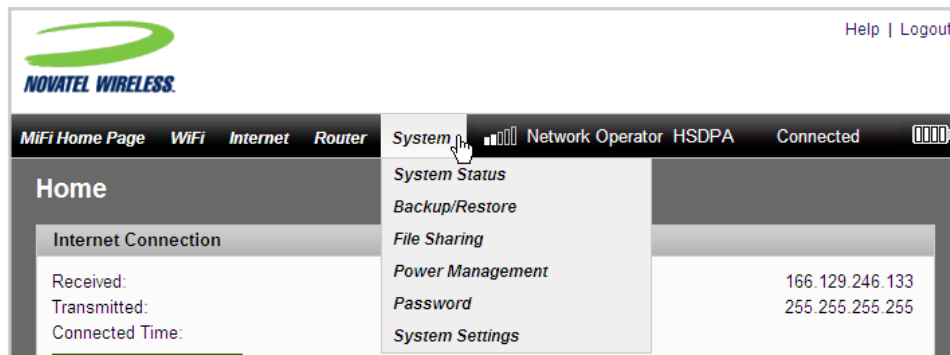 Help | Logout
NOVATEL WIRELESS.
MiFi Home Page WiFi Internet Router System Network Operator HSDPA Connected
System Status
Home
Backup/Restore
File Sharing
Internet Connection
Power Management
Received: 166.129.246.133
Password
Transmitted: 255.255.255.255
Connected Time:
System Settings